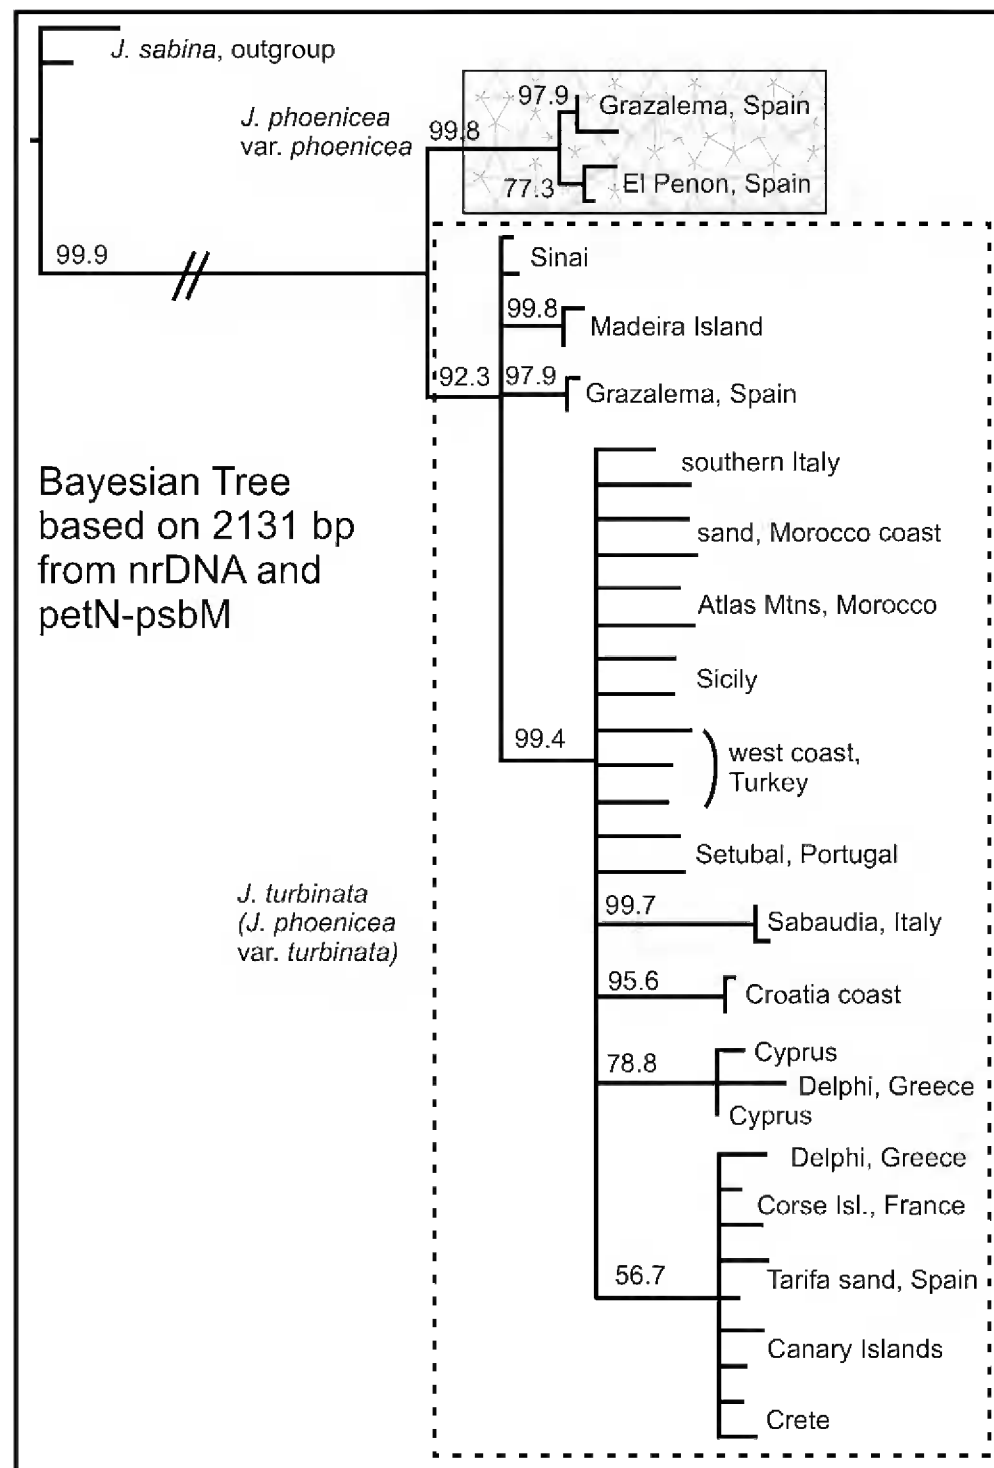 J. sabina, outgroup
97.9
Grazalema, Spain
J. phoenicea
var. phoenicea
99.8
77.3
El Penon, Spain
99.9
Sinai
99.8
Madeira Island
92.3
97.9
Grazalema, Spain
Bayesian Tree
based on 2131 bp
from nrDNA and
petN-psbM
southern Italy
sand, Morocco coast
Atlas Mtns, Morocco
Sicily
99.4
west coast,
Turkey
Setubal, Portugal
J. turbinata
(J. phoenicea
var. turbinata)
99.7
Sabaudia, Italy
95.6
Croatia coast
78.8
Cyprus
Delphi, Greece
Cyprus
Delphi, Greece
Corse Isl., France
56.7
Tarifa sand, Spain
Canary Islands
Crete